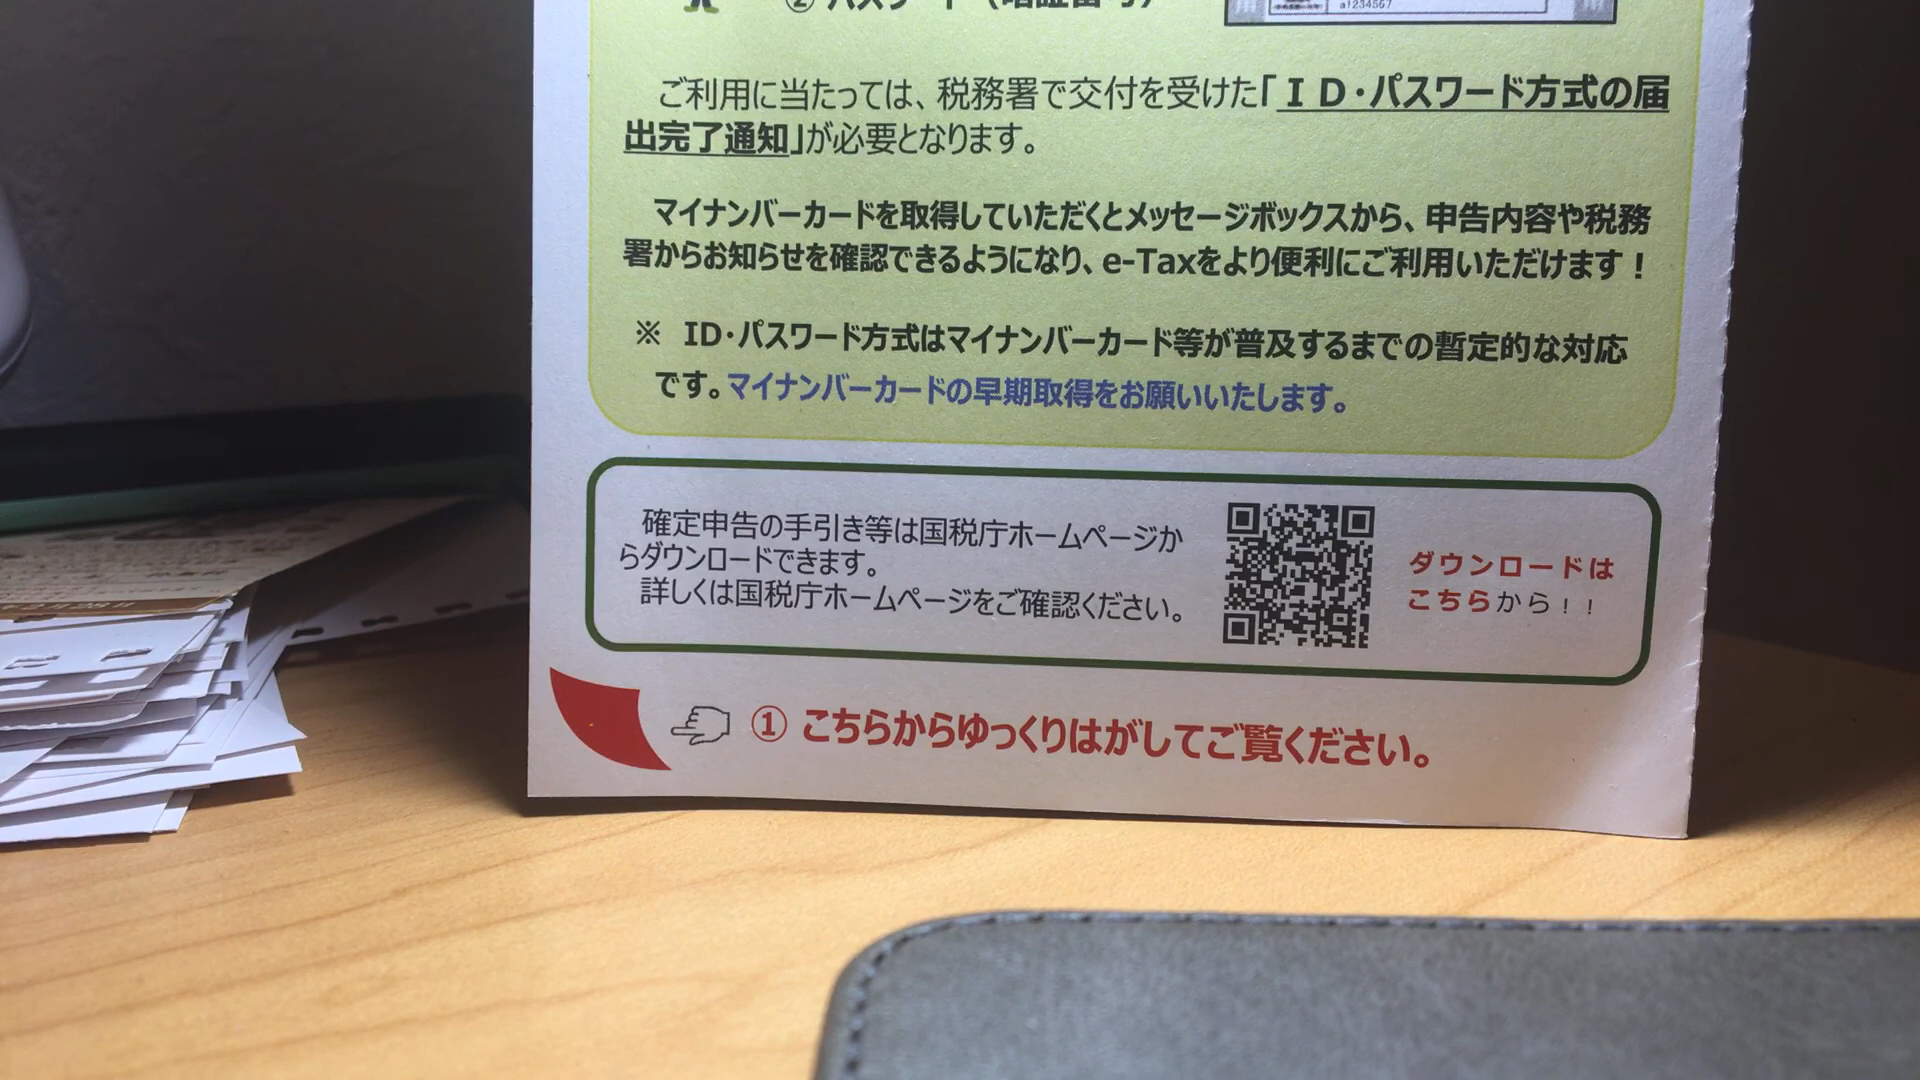 ② パスワード（暗証番号）
a1234567
ご利用に当たっては、税務署で交付を受けた「ＩＤ・パスワード方式の届
出完了通知」が必要となります。
マイナンバーカードを取得していただくとメッセージボックスから、申告内容や税務
署からお知らせを確認できるようになり、e-Taxをより便利にご利用いただけます！
※ ID・パスワード方式はマイナンバーカード等が普及するまでの暫定的な対応
です。マイナンバーカードの早期取得をお願いいたします。
確定申告の手引き等は国税庁ホームページか
らダウンロードできます。
詳しくは国税庁ホームページをご確認ください。
ダウンロードは
こちらから！！
① こちらからゆっくりはがしてご覧ください。